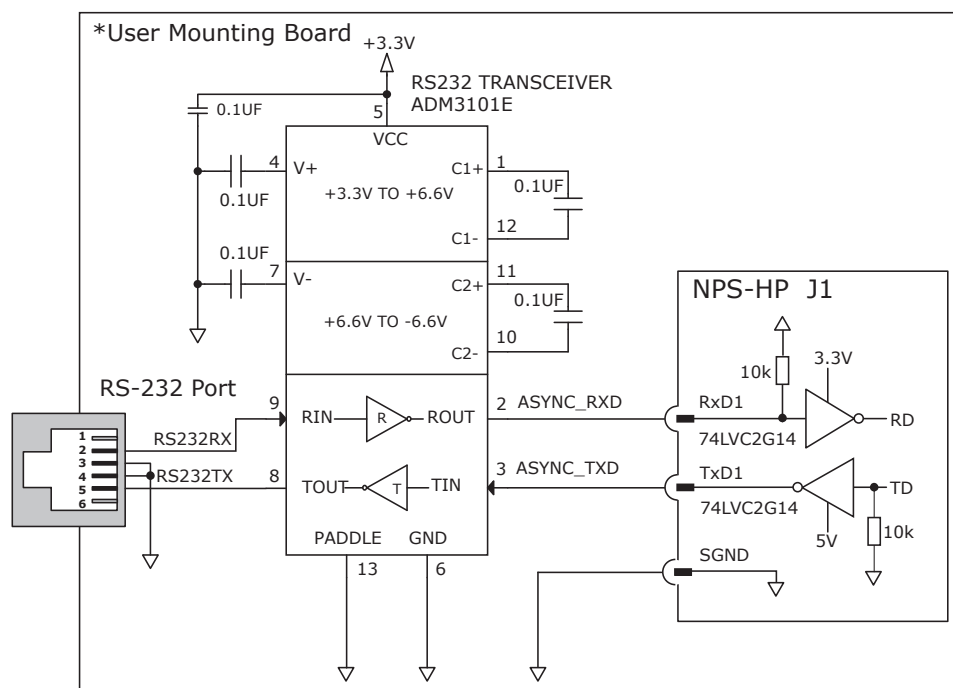 *User Mounting Board
+3.3V
RS232 TRANSCEIVER
ADM3101E
0.1UF
5
VCC
4
V+
C1+
1
0.1UF
+3.3V TO +6.6V
0.1UF
C1-
12
0.1UF
7
V-
C2+
11
0.1UF
+6.6V TO -6.6V
C2-
10
NPS-HP J1
3.3V
10k
RS-232 Port
9
RIN
R
ROUT
2
ASYNC_RXD
RxD1
RD
74LVC2G14
1
2
3
4
5
6
RS232RX
RS232TX
8
TOUT
T
TIN
3
ASYNC_TXD
TxD1
TD
74LVC2G14
5V
10k
PADDLE
GND
13
6
SGND